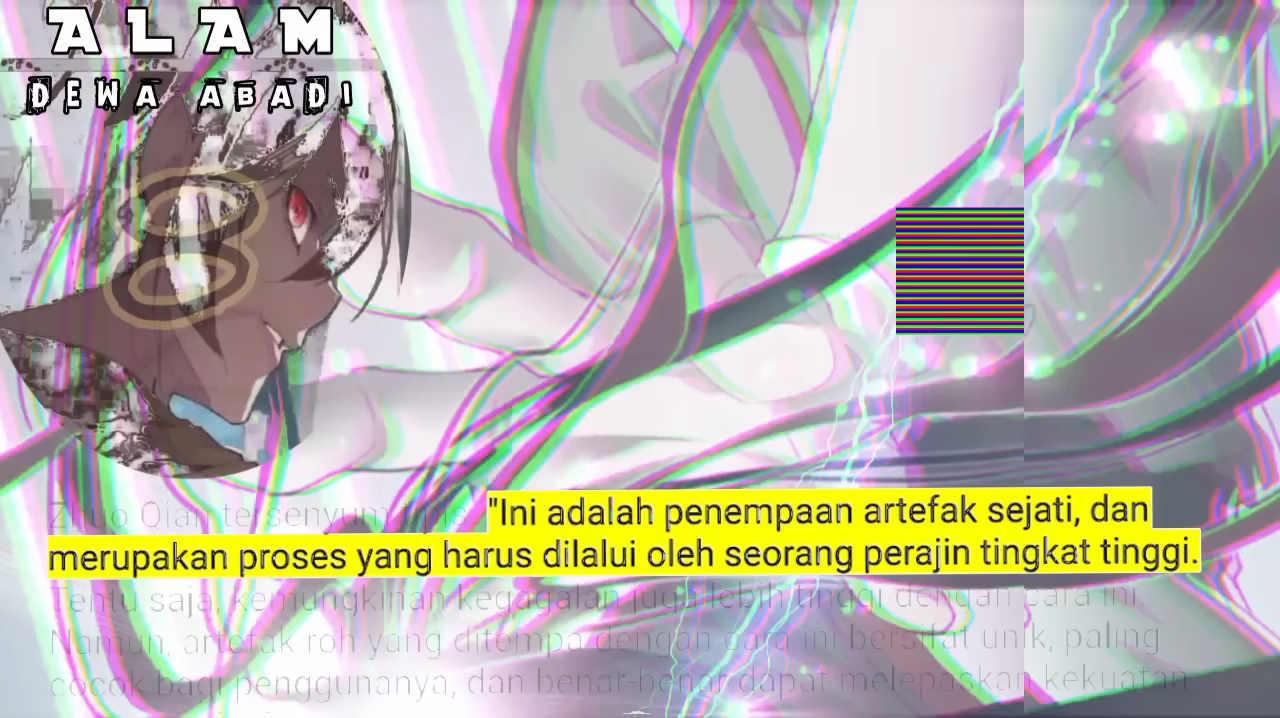 ALAM
DEWA ABADI
Zhuo Qian tersenyum tipis. "Ini adalah penempaan artefak sejati, dan
merupakan proses yang harus dilalui oleh seorang perajin tingkat tinggi.
Tentu saja, kemungkinan kegagalan juga lebih tinggi dengan cara ini.
Namun, artefak roh yang ditempa dengan cara ini bersifat unik, paling
cocok bagi penggunanya, dan benar-benar dapat melepaskan kekuatan